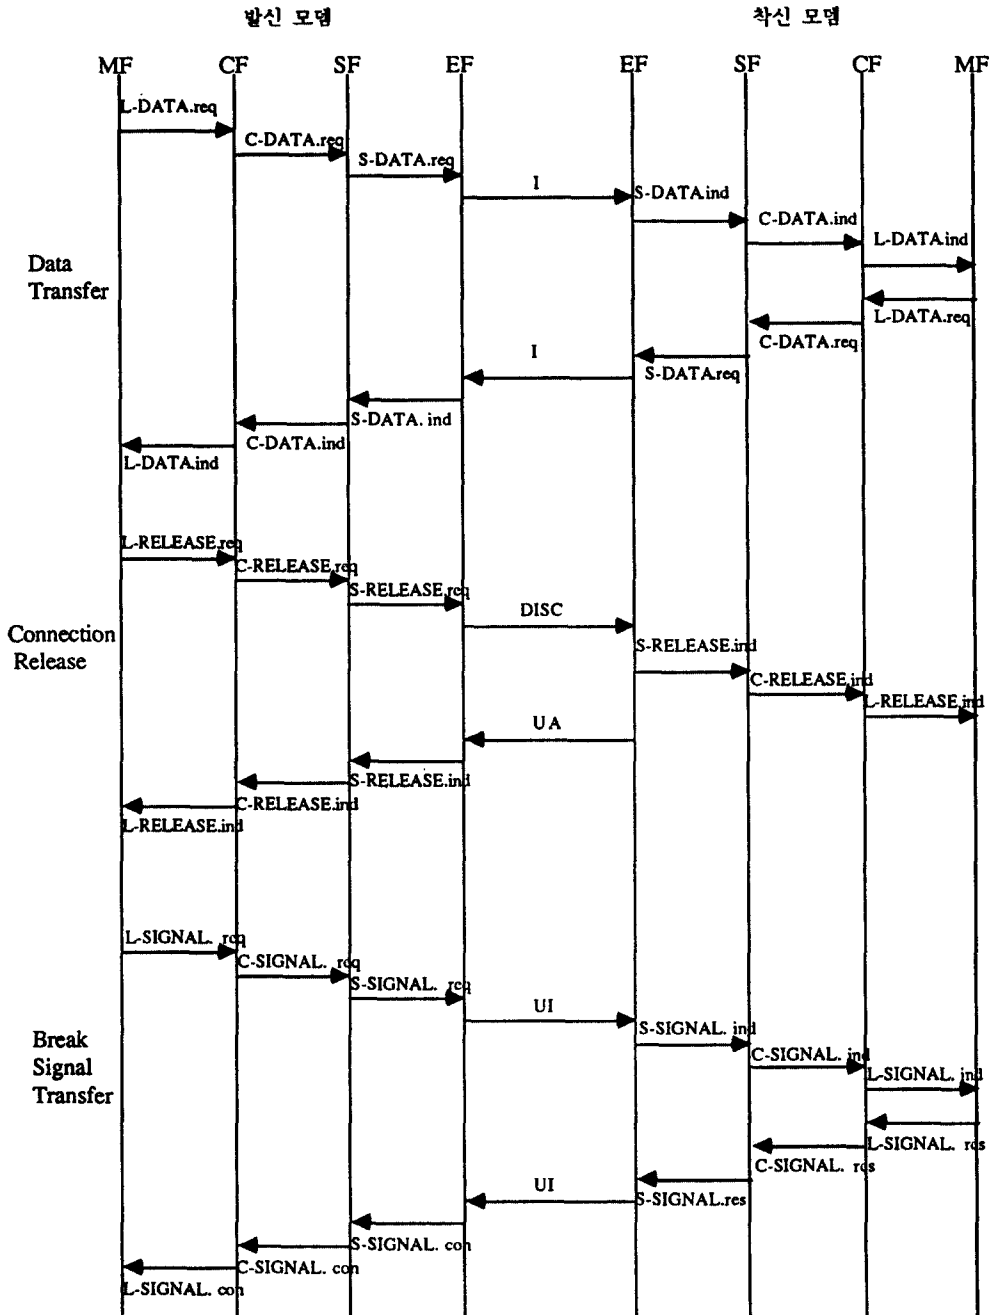 발신 모뎀
착신 모뎀
MF CF SF EF EF SF CF MF
L-DATA.req
C-DATA.req
S-DATA.req
I
S-DATA.ind
C-DATA.ind
L-DATA.ind
Data
Transfer
L-DATA.req
C-DATA.req
S-DATA.req
I
S-DATA. ind
C-DATA.ind
L-DATA.ind
L-RELEASE.req
C-RELEASE.req
S-RELEASE.req
DISC
Connection
Release
S-RELEASE.ind
C-RELEASE.ind
L-RELEASE.ind
UA
S-RELEASE.ind
C-RELEASE.ind
L-RELEASE.ind
L-SIGNAL. req
C-SIGNAL. req
S-SIGNAL. req
UI
S-SIGNAL. ind
C-SIGNAL. ind
L-SIGNAL. ind
Break
Signal
Transfer
L-SIGNAL. res
C-SIGNAL. res
S-SIGNAL.res
UI
S-SIGNAL. con
C-SIGNAL. con
L-SIGNAL. con